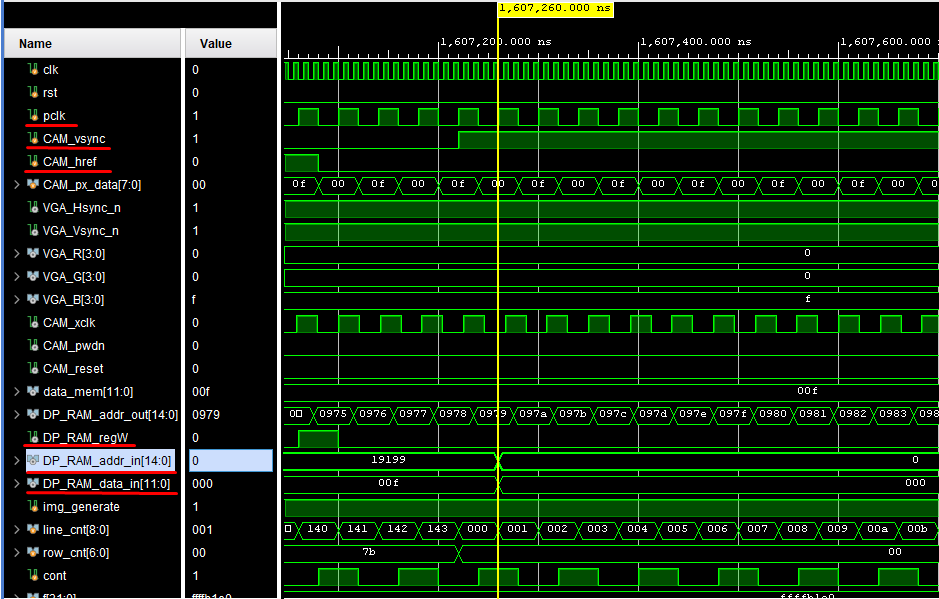 1,607,260.000 ns
Name Value
1,607,200.000 ns 1,607,400.000 ns 1,607,600.000
clk 0
rst 0
pclk 1
CAM_vsync 1
CAM_href 0
CAM_px_data[7:0] 00 0f 00 0f 00 0f 00 0f 00 0f 00 0f 00 0f 00 0f 00 0
VGA_Hsync_n 1
VGA_Vsync_n 1
VGA_R[3:0] 0 0
VGA_G[3:0] 0 0
VGA_B[3:0] f f
CAM_xclk 0
CAM_pwdn 0
CAM_reset 0
data_mem[11:0] 00f 00f
DP_RAM_addr_out[14:0] 0979 0975 0976 0977 0978 0979 097a 097b 097c 097d 097e 097f 0980 0981 0982 0983 098
DP_RAM_regW 0
DP_RAM_addr_in[14:0] 0 19199 0
DP_RAM_data_in[11:0] 000 00f 000
img_generate 1
line_cnt[8:0] 001 140 141 142 143 000 001 002 003 004 005 006 007 008 009 00a 00b
row_cnt[6:0] 00 7b 00
cont 1